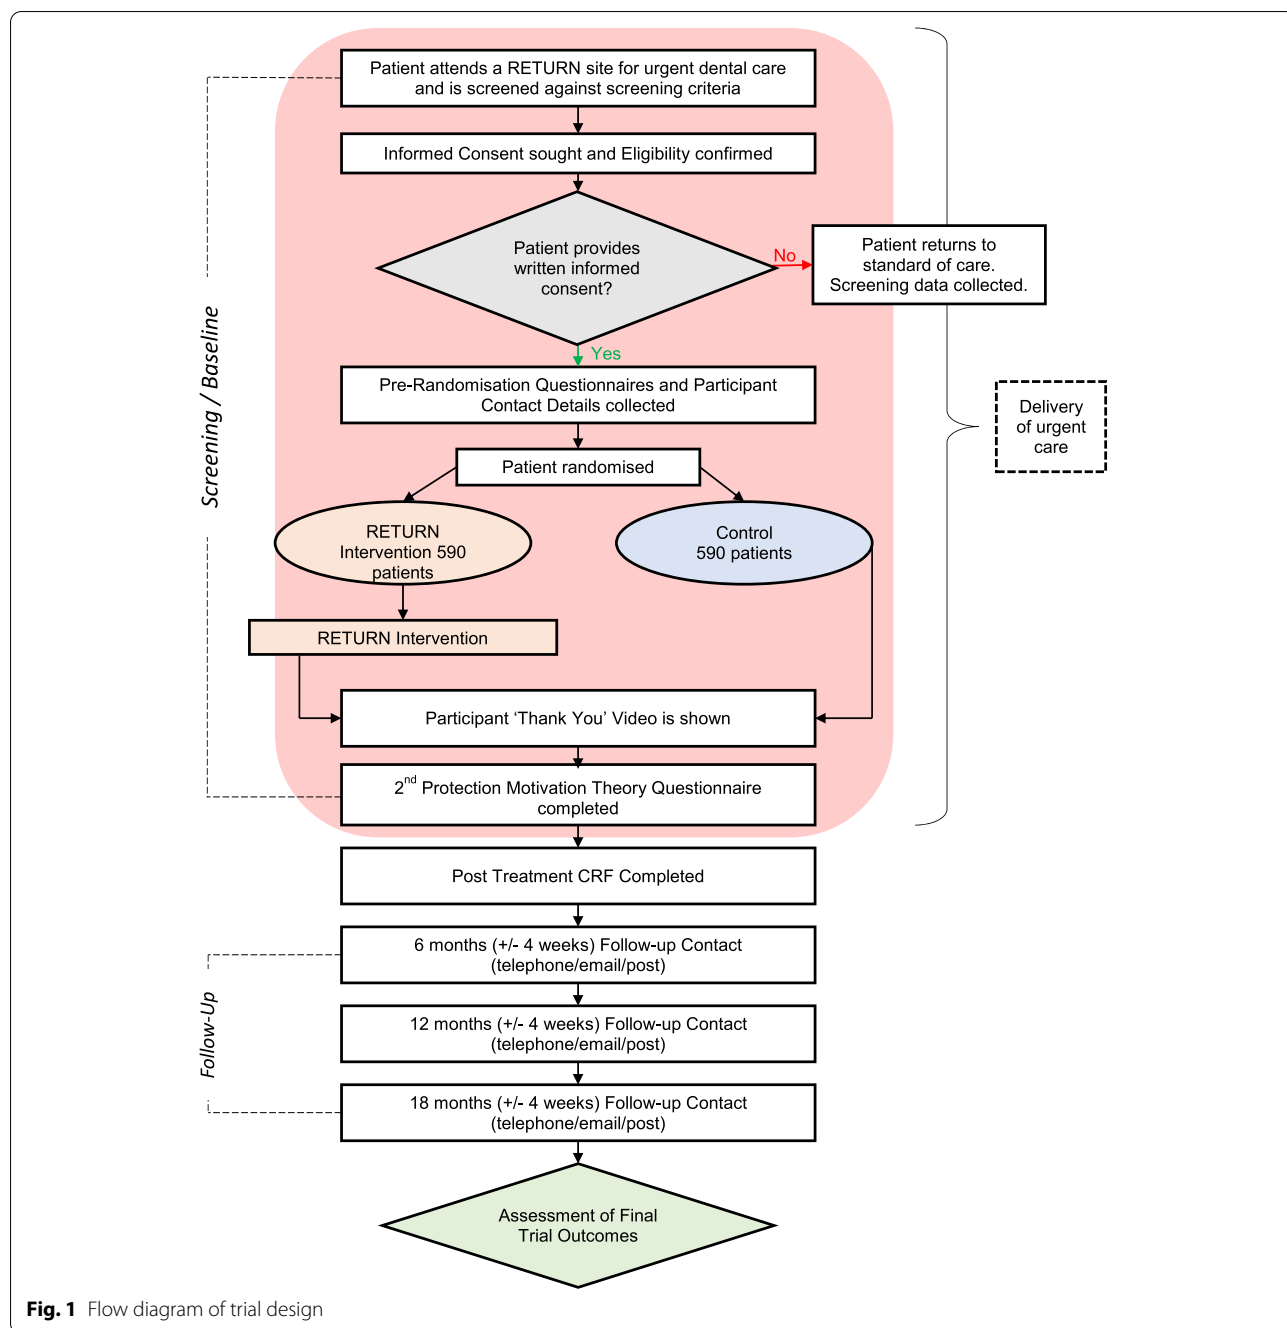 Patient attends a RETURN site for urgent dental care
and is screened against screening criteria
Informed Consent sought and Eligibility confirmed
Patient provides
written informed
consent?
No
Patient returns to
standard of care.
Screening data collected.
Yes
Screening / Baseline
Pre-Randomisation Questionnaires and Participant
Contact Details collected
Delivery
of urgent
care
Patient randomised
RETURN
Intervention 590
patients
Control
590 patients
RETURN Intervention
Participant ‘Thank You’ Video is shown
2nd Protection Motivation Theory Questionnaire
completed
Post Treatment CRF Completed
6 months (+/- 4 weeks) Follow-up Contact
(telephone/email/post)
Follow-Up
12 months (+/- 4 weeks) Follow-up Contact
(telephone/email/post)
18 months (+/- 4 weeks) Follow-up Contact
(telephone/email/post)
Assessment of Final
Trial Outcomes
Fig. 1 Flow diagram of trial design